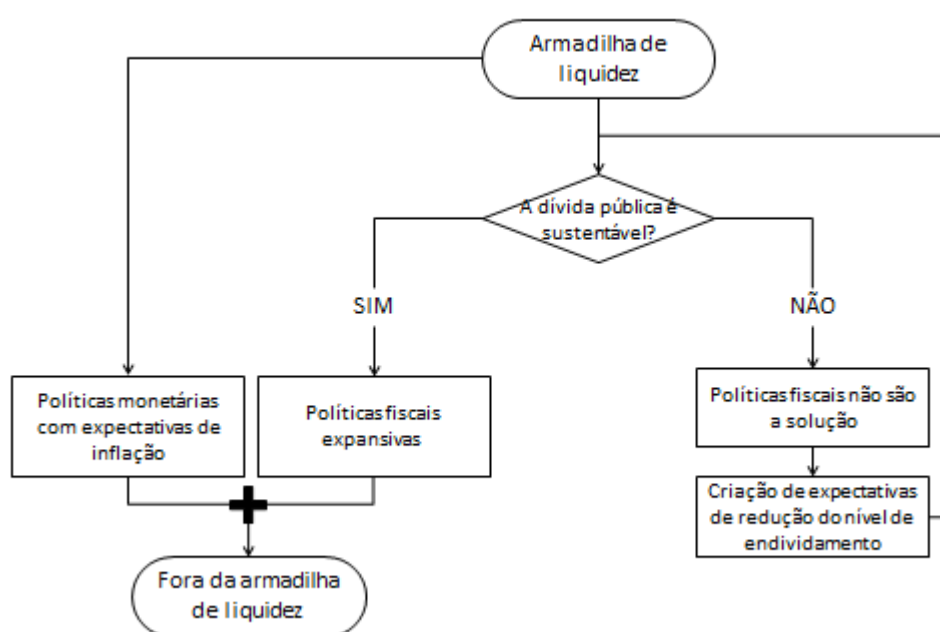 Armadilha de
liquidez
A dívida pública é
sustentável?
SIM
NÃO
Políticas monetárias
com expectativas de
inflação
Políticas fiscais
expansivas
Políticas fiscais não são
a solução
Criação de expectativas
de redução do nível de
endividamento
Fora da armadilha
de liquidez